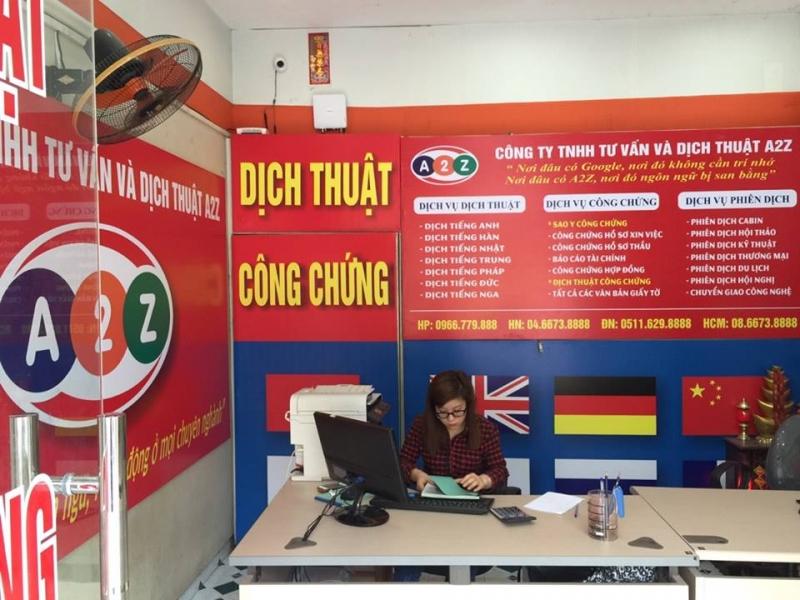 TNHH TƯ VẤN VÀ DỊCH THUẬT A2Z
A2Z
động ở mọi chuyên nghành"
DỊCH THUẬT
CÔNG CHỨNG
A2Z
CÔNG TY TNHH TƯ VẤN VÀ DỊCH THUẬT A2Z
" Nơi đâu có Google, nơi đó không cần trí nhớ
Nơi đâu có A2Z, nơi đó ngôn ngữ bị san bằng"
DỊCH VỤ DỊCH THUẬT
- DỊCH TIẾNG ANH
- DỊCH TIẾNG HÀN
- DỊCH TIẾNG NHẬT
- DỊCH TIẾNG TRUNG
- DỊCH TIẾNG PHÁP
- DỊCH TIẾNG ĐỨC
- DỊCH TIẾNG NGA
DỊCH VỤ CÔNG CHỨNG
* SAO Y CÔNG CHỨNG
- CÔNG CHỨNG HỒ SƠ XIN VIỆC
- CÔNG CHỨNG HỒ SƠ THẦU
- BÁO CÁO TÀI CHÍNH
- CÔNG CHỨNG HỢP ĐỒNG
* DỊCH THUẬT CÔNG CHỨNG
- TẤT CẢ CÁC VĂN BẢN GIẤY TỜ
DỊCH VỤ PHIÊN DỊCH
- PHIÊN DỊCH CABIN
- PHIÊN DỊCH HỘI THẢO
- PHIÊN DỊCH KỸ THUẬT
- PHIÊN DỊCH THƯƠNG MẠI
- PHIÊN DỊCH DU LỊCH
- PHIÊN DỊCH HỘI NGHỊ
- CHUYỂN GIAO CÔNG NGHỆ
HP: 0966.779.888 HN: 04.6673.8888 ĐN: 0511.629.8888 HCM: 08.6673.8888